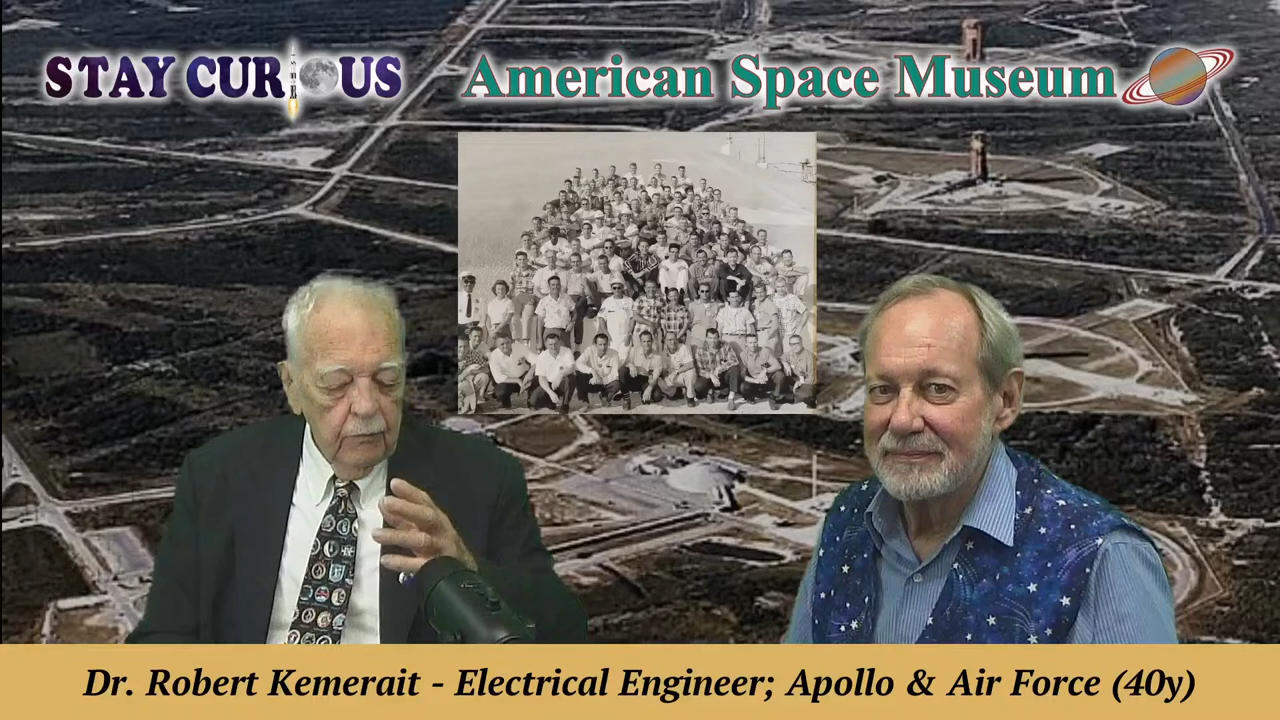 STAY CURIOUS
American Space Museum
Dr. Robert Kemerait - Electrical Engineer; Apollo & Air Force (40y)